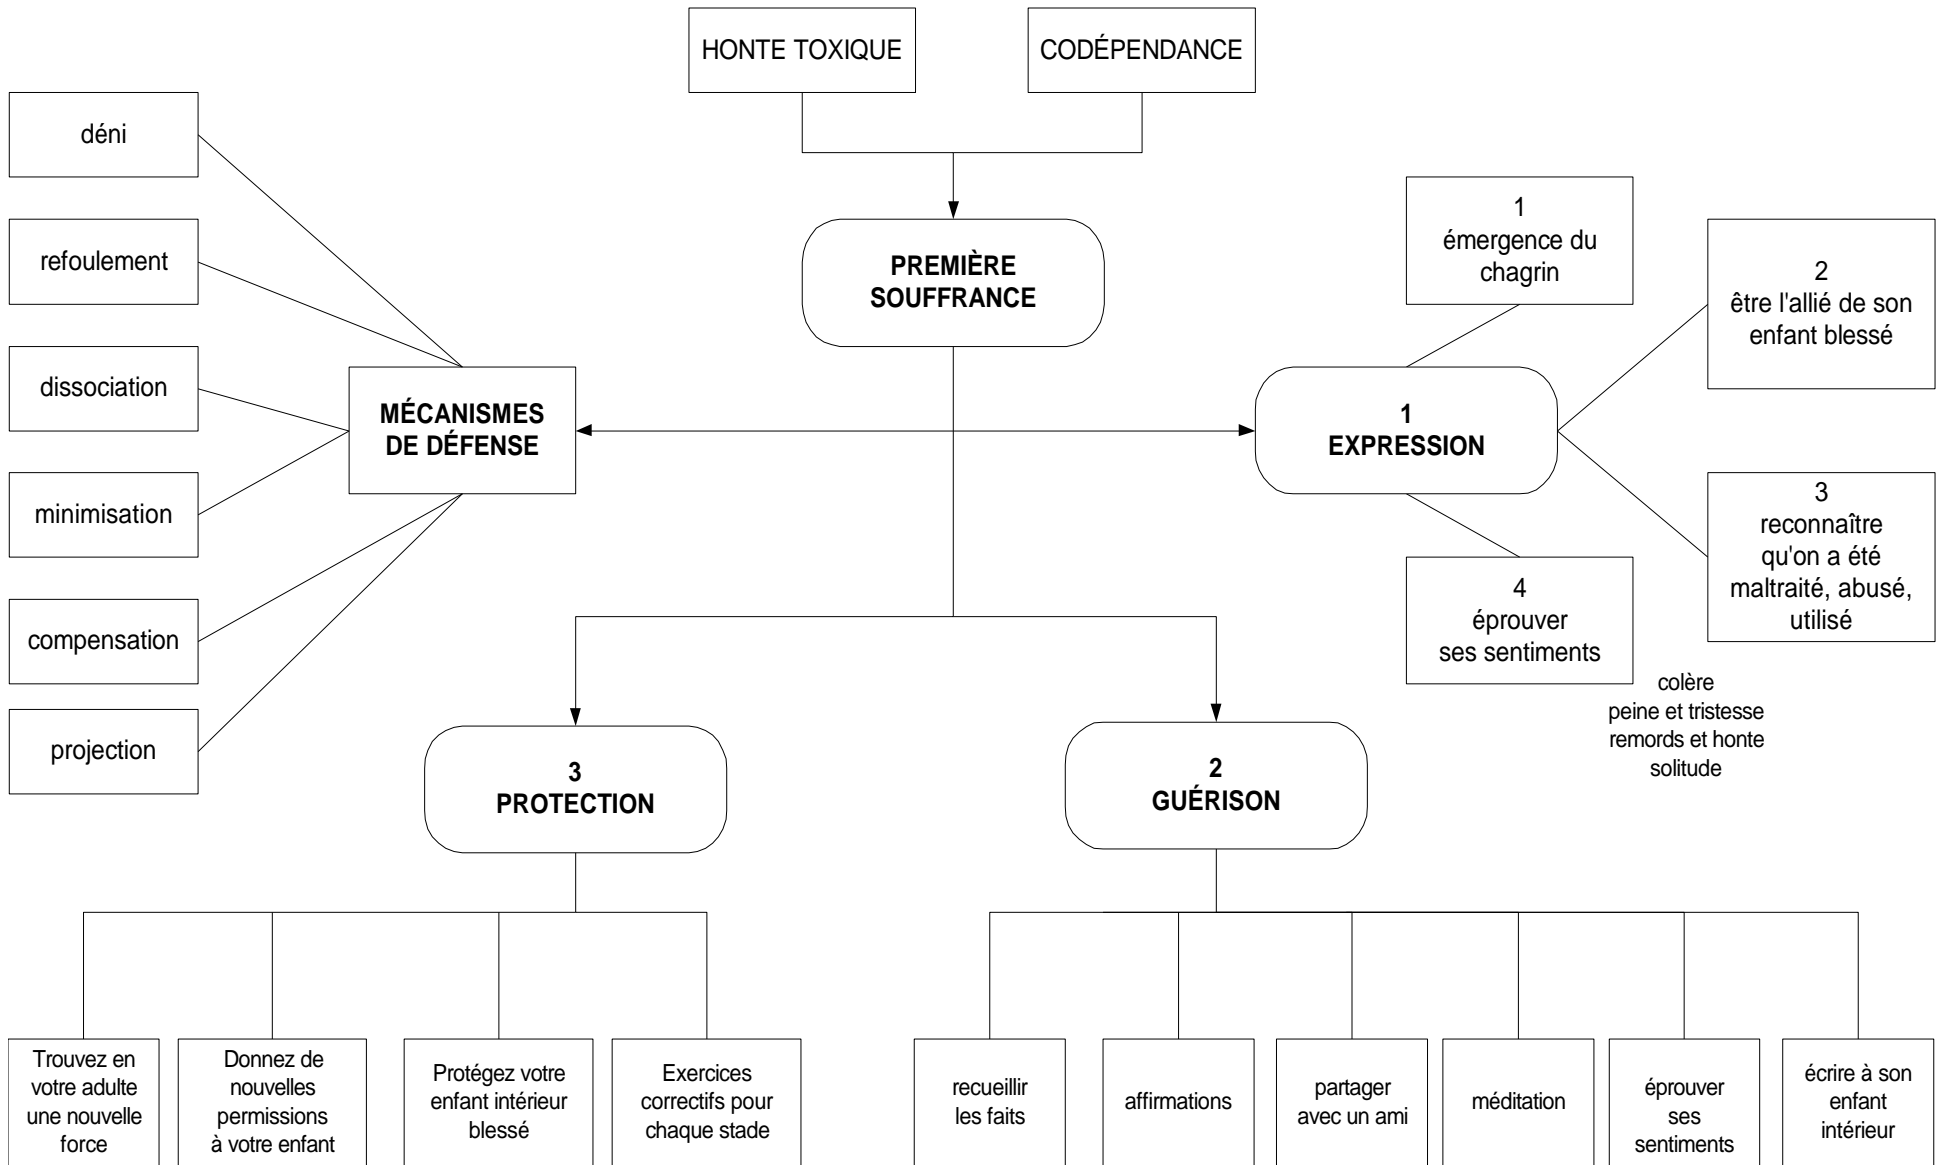 HONTE TOXIQUE
CODÉPENDANCE
déni
refoulement
dissociation
minimisation
compensation
projection
MÉCANISMES
DE DÉFENSE
PREMIÈRE
SOUFFRANCE
1
EXPRESSION
1
émergence du
chagrin
2
être l'allié de son
enfant blessé
3
reconnaître
qu'on a été
maltraité, abusé,
utilisé
4
éprouver
ses sentiments
colère
peine et tristesse
remords et honte
solitude
3
PROTECTION
2
GUÉRISON
Trouvez en
votre adulte
une nouvelle
force
Donnez de
nouvelles
permissions
à votre enfant
Protégez votre
enfant intérieur
blessé
Exercices
correctifs pour
chaque stade
recueillir
les faits
affirmations
partager
avec un ami
méditation
éprouver
ses
sentiments
écrire à son
enfant
intérieur